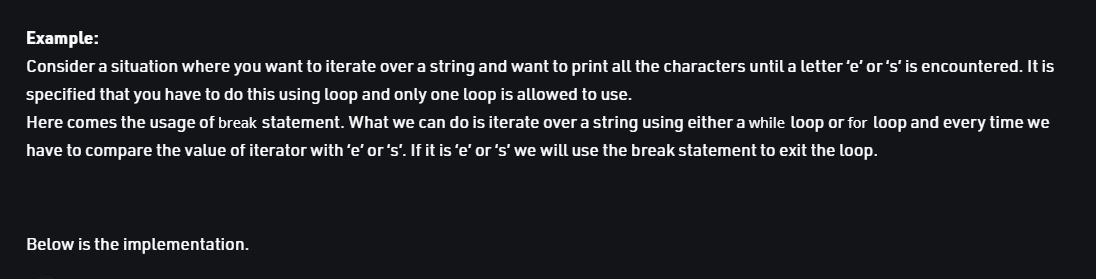 Example:
Consider a situation where you want to iterate over a string and want to print all the characters until a letter ‘e’ or ‘s’ is encountered. It is
specified that you have to do this using loop and only one loop is allowed to use.
Here comes the usage of break statement. What we can do is iterate over a string using either a while loop or for loop and every time we
have to compare the value of iterator with ‘e’ or ‘s’. If it is ‘e’ or ‘s’ we will use the break statement to exit the loop.
Below is the implementation.